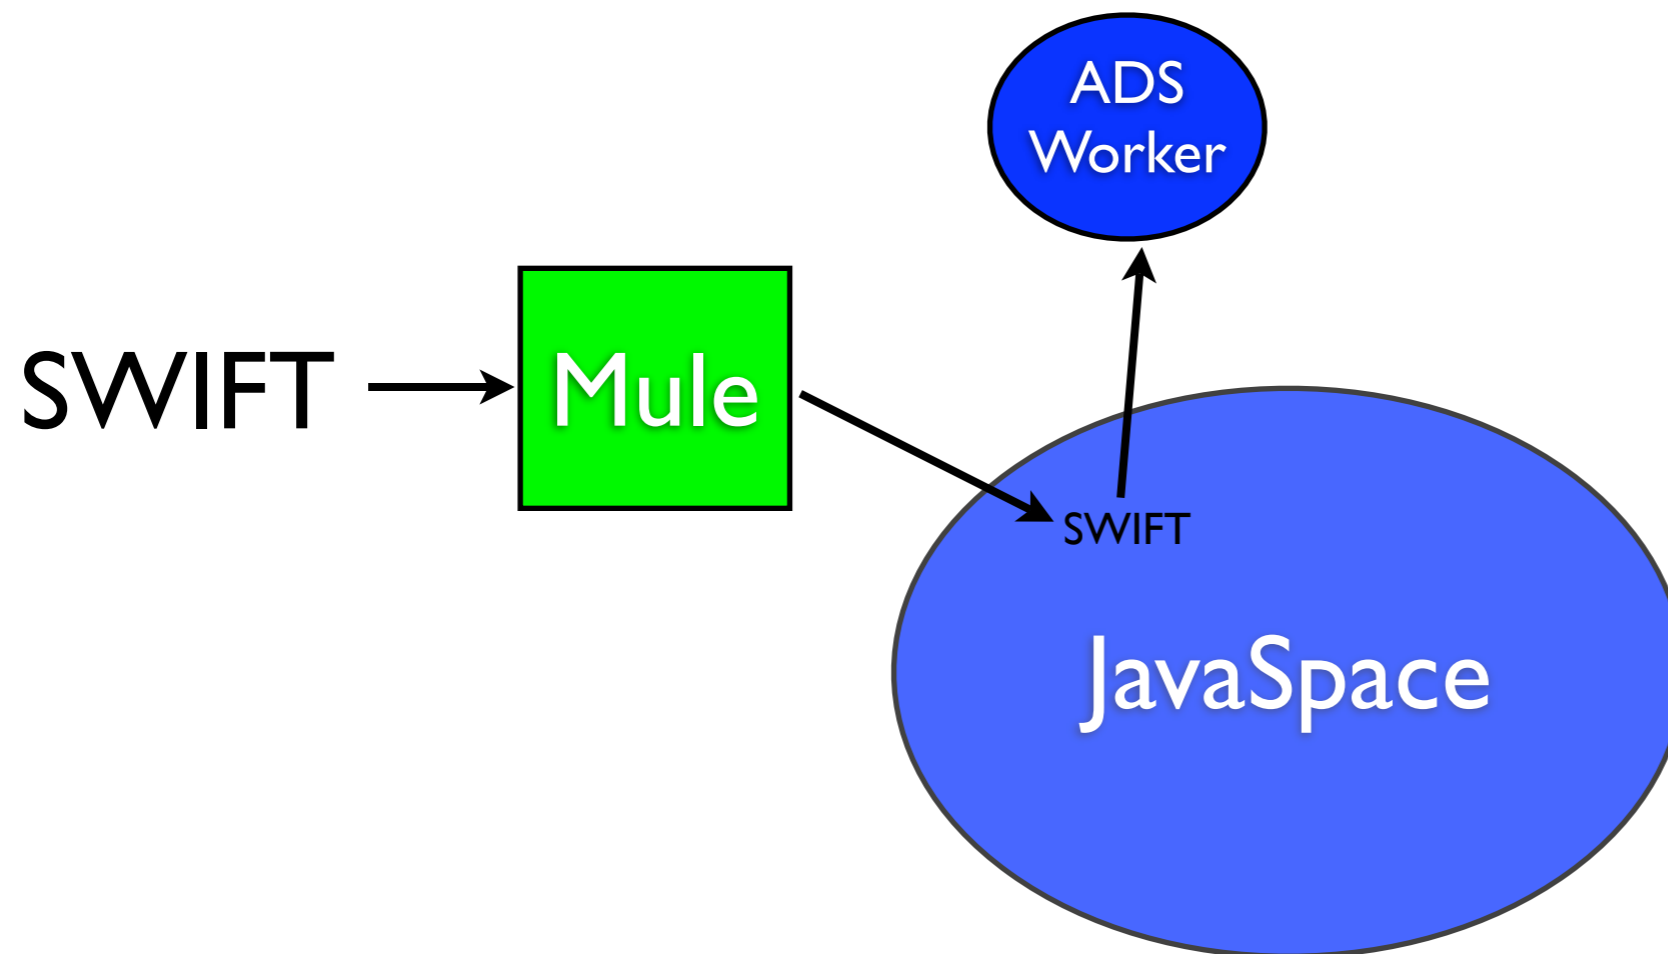 ADS
Worker
SWIFT
Mule
SWIFT
JavaSpace